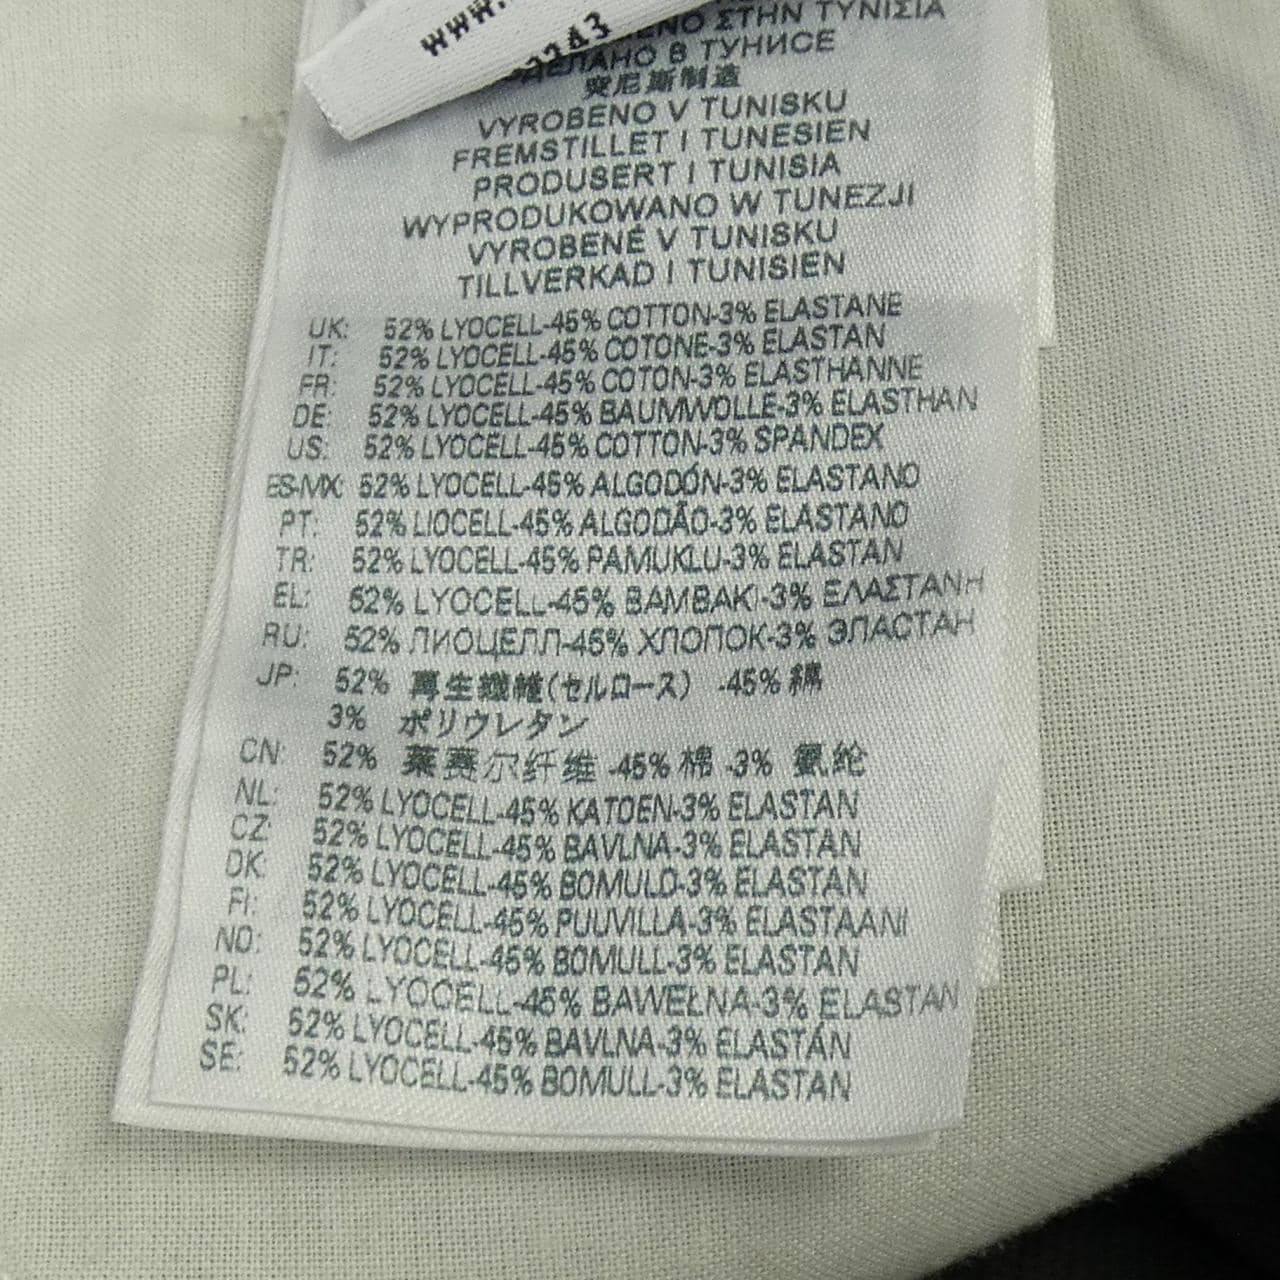 www.
3343
ΣΤΗΝ ΤΥΝΙΣΙΑ
В ТУНИСЕ
突尼斯制造
VYROBENO V TUNISKU
FREMSTILLET I TUNESIEN
PRODUSERT I TUNISIA
WYPRODUKOWANO W TUNEZJI
VYROBENÉ V TUNISKU
TILLVERKAD I TUNISIEN
UK: 52% LYOCELL-45% COTTON-3% ELASTANE
IT: 52% LYOCELL-45% COTONE-3% ELASTAN
FR: 52% LYOCELL-45% COTON-3% ELASTHANNE
DE: 52% LYOCELL-45% BAUMWOLLE-3% ELASTHAN
US: 52% LYOCELL-45% COTTON-3% SPANDEX
ES-MX: 52% LYOCELL-45% ALGODÓN-3% ELASTANO
PT: 52% LIOCELL-45% ALGODÃO-3% ELASTANO
TR: 52% LYOCELL-45% PAMUKLU-3% ELASTAN
EL: 52% LYOCELL-45% BAMBAKI-3% ΕΛΑΣΤΑΝΗ
RU: 52% ЛИОЦЕЛЛ-45% ХЛОПОК-3% ЭЛАСТАН
JP: 52% 再生繊維(セルロース) -45% 綿
3% ポリウレタン
CN: 52% 莱赛尔纤维 -45% 棉 -3% 氨纶
NL: 52% LYOCELL-45% KATOEN-3% ELASTAN
CZ: 52% LYOCELL-45% BAVLNA-3% ELASTAN
DK: 52% LYOCELL-45% BOMULD-3% ELASTAN
FI: 52% LYOCELL-45% PUUVILLA-3% ELASTAANI
NO: 52% LYOCELL-45% BOMULL-3% ELASTAN
PL: 52% LYOCELL-45% BAWEŁNA-3% ELASTAN
SK: 52% LYOCELL-45% BAVLNA-3% ELASTÁN
SE: 52% LYOCELL-45% BOMULL-3% ELASTAN